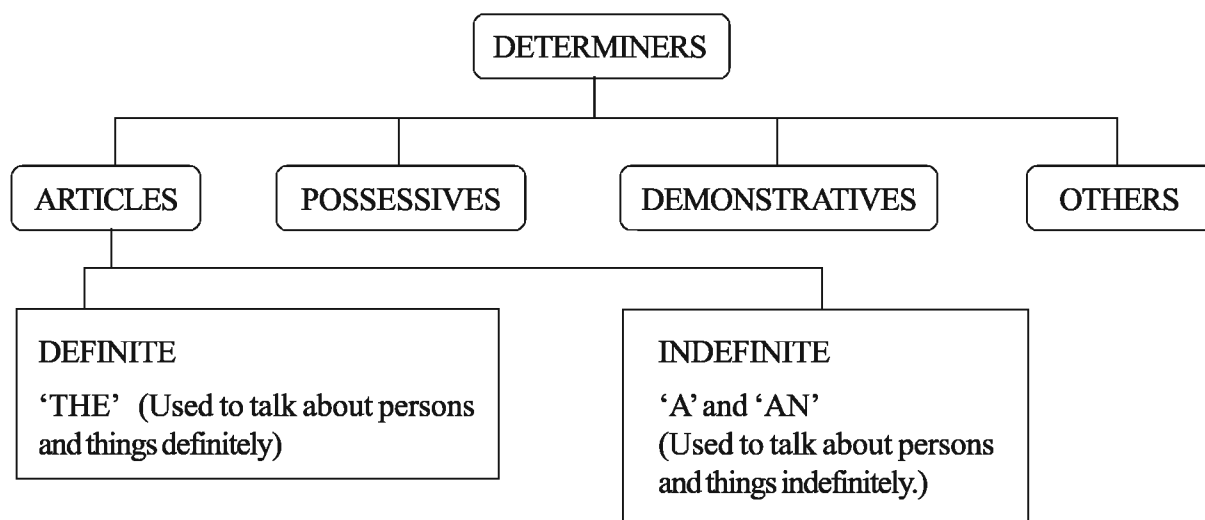 DETERMINERS
ARTICLES
POSSESSIVES
DEMONSTRATIVES
OTHERS
DEFINITE
‘THE’ (Used to talk about persons
and things definitely)
INDEFINITE
‘A’ and ‘AN’
(Used to talk about persons
and things indefinitely.)